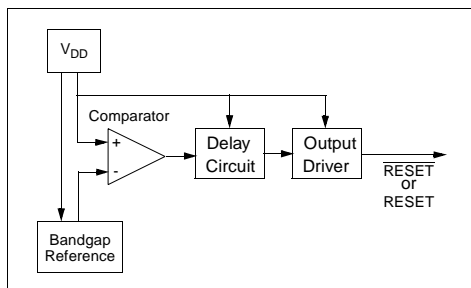 VDD
Comparator
+
-
Delay
Circuit
Output
Driver
RESET
or
RESET
Bandgap
Reference